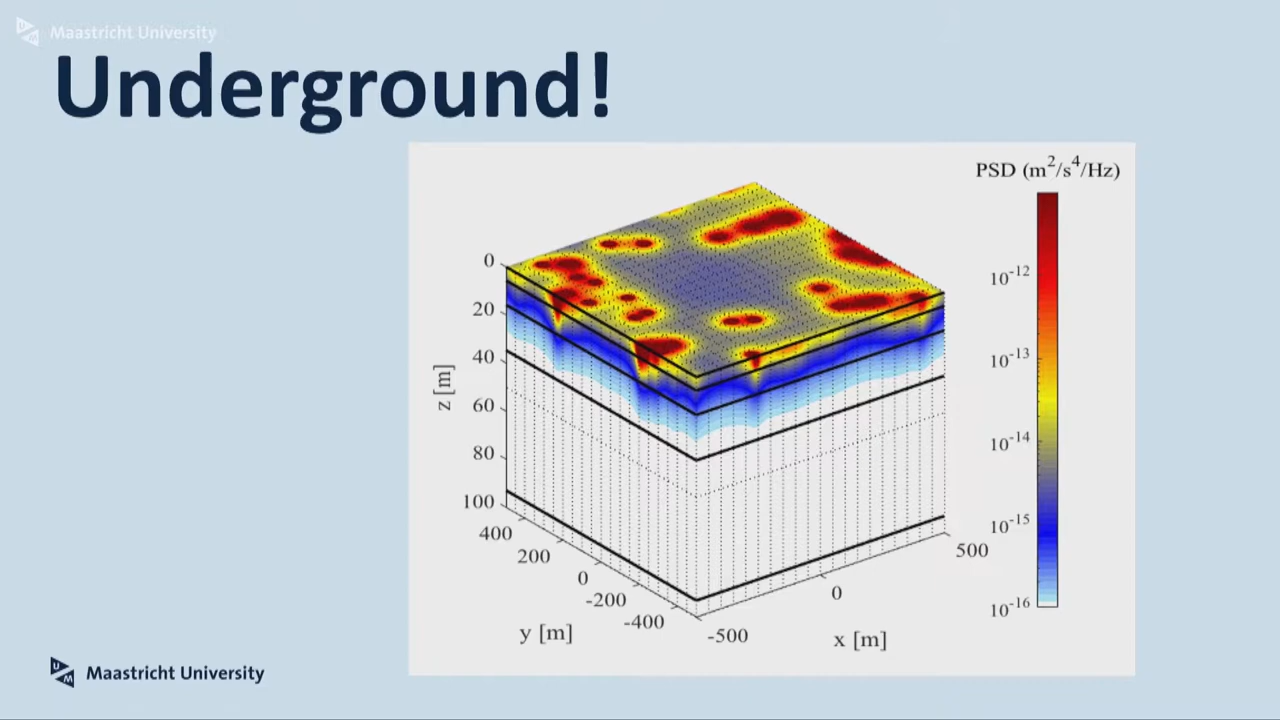 Maastricht University
Underground!
PSD (m²/s⁴/Hz)
10⁻¹²
10⁻¹³
10⁻¹⁴
10⁻¹⁵
10⁻¹⁶
0
20
40
60
80
100
z [m]
400
200
0
-200
-400
y [m]
-500
0
500
x [m]
UM Maastricht University